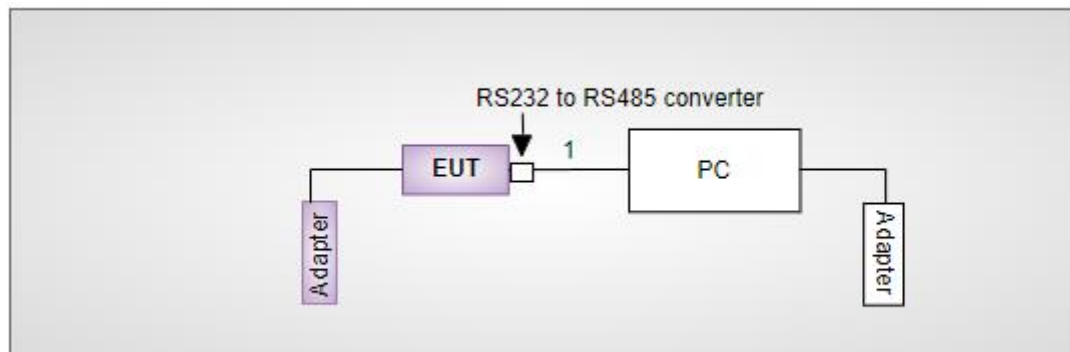 RS232 to RS485 converter
EUT
1
PC
Adapter
Adapter